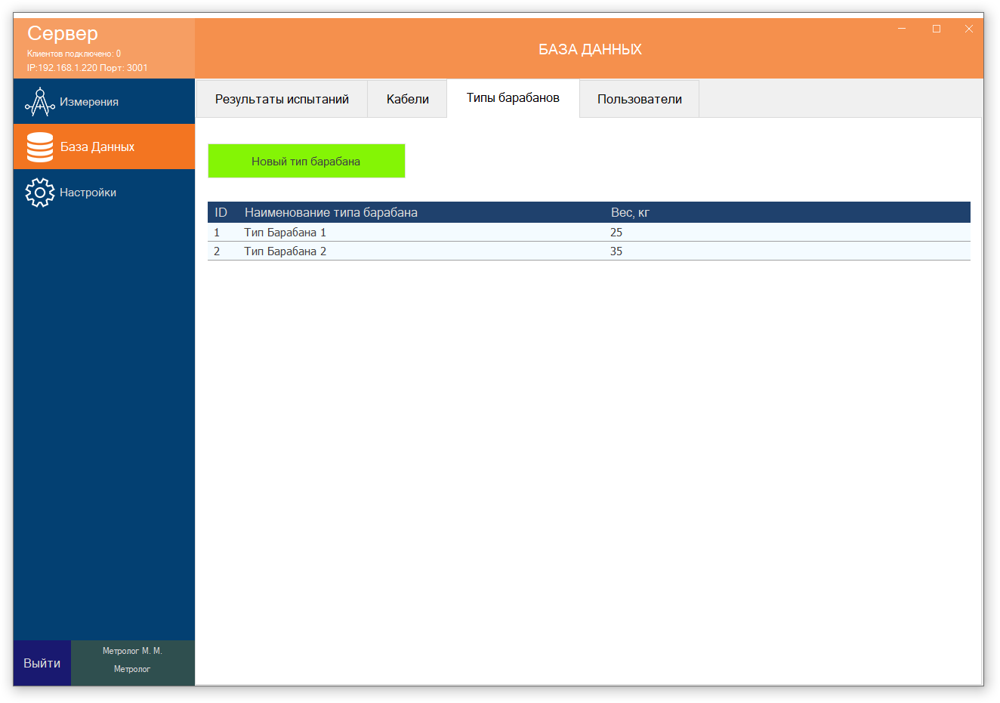 Сервер
Клиентов подключено: 0
IP:192.168.1.220 Порт: 3001
БАЗА ДАННЫХ
Измерения
База Данных
Настройки
Результаты испытаний
Кабели
Типы барабанов
Пользователи
Новый тип барабана
ID Наименование типа барабана Вес, кг
1 Тип Барабана 1 25
2 Тип Барабана 2 35
Выйти
Метролог М. М.
Метролог